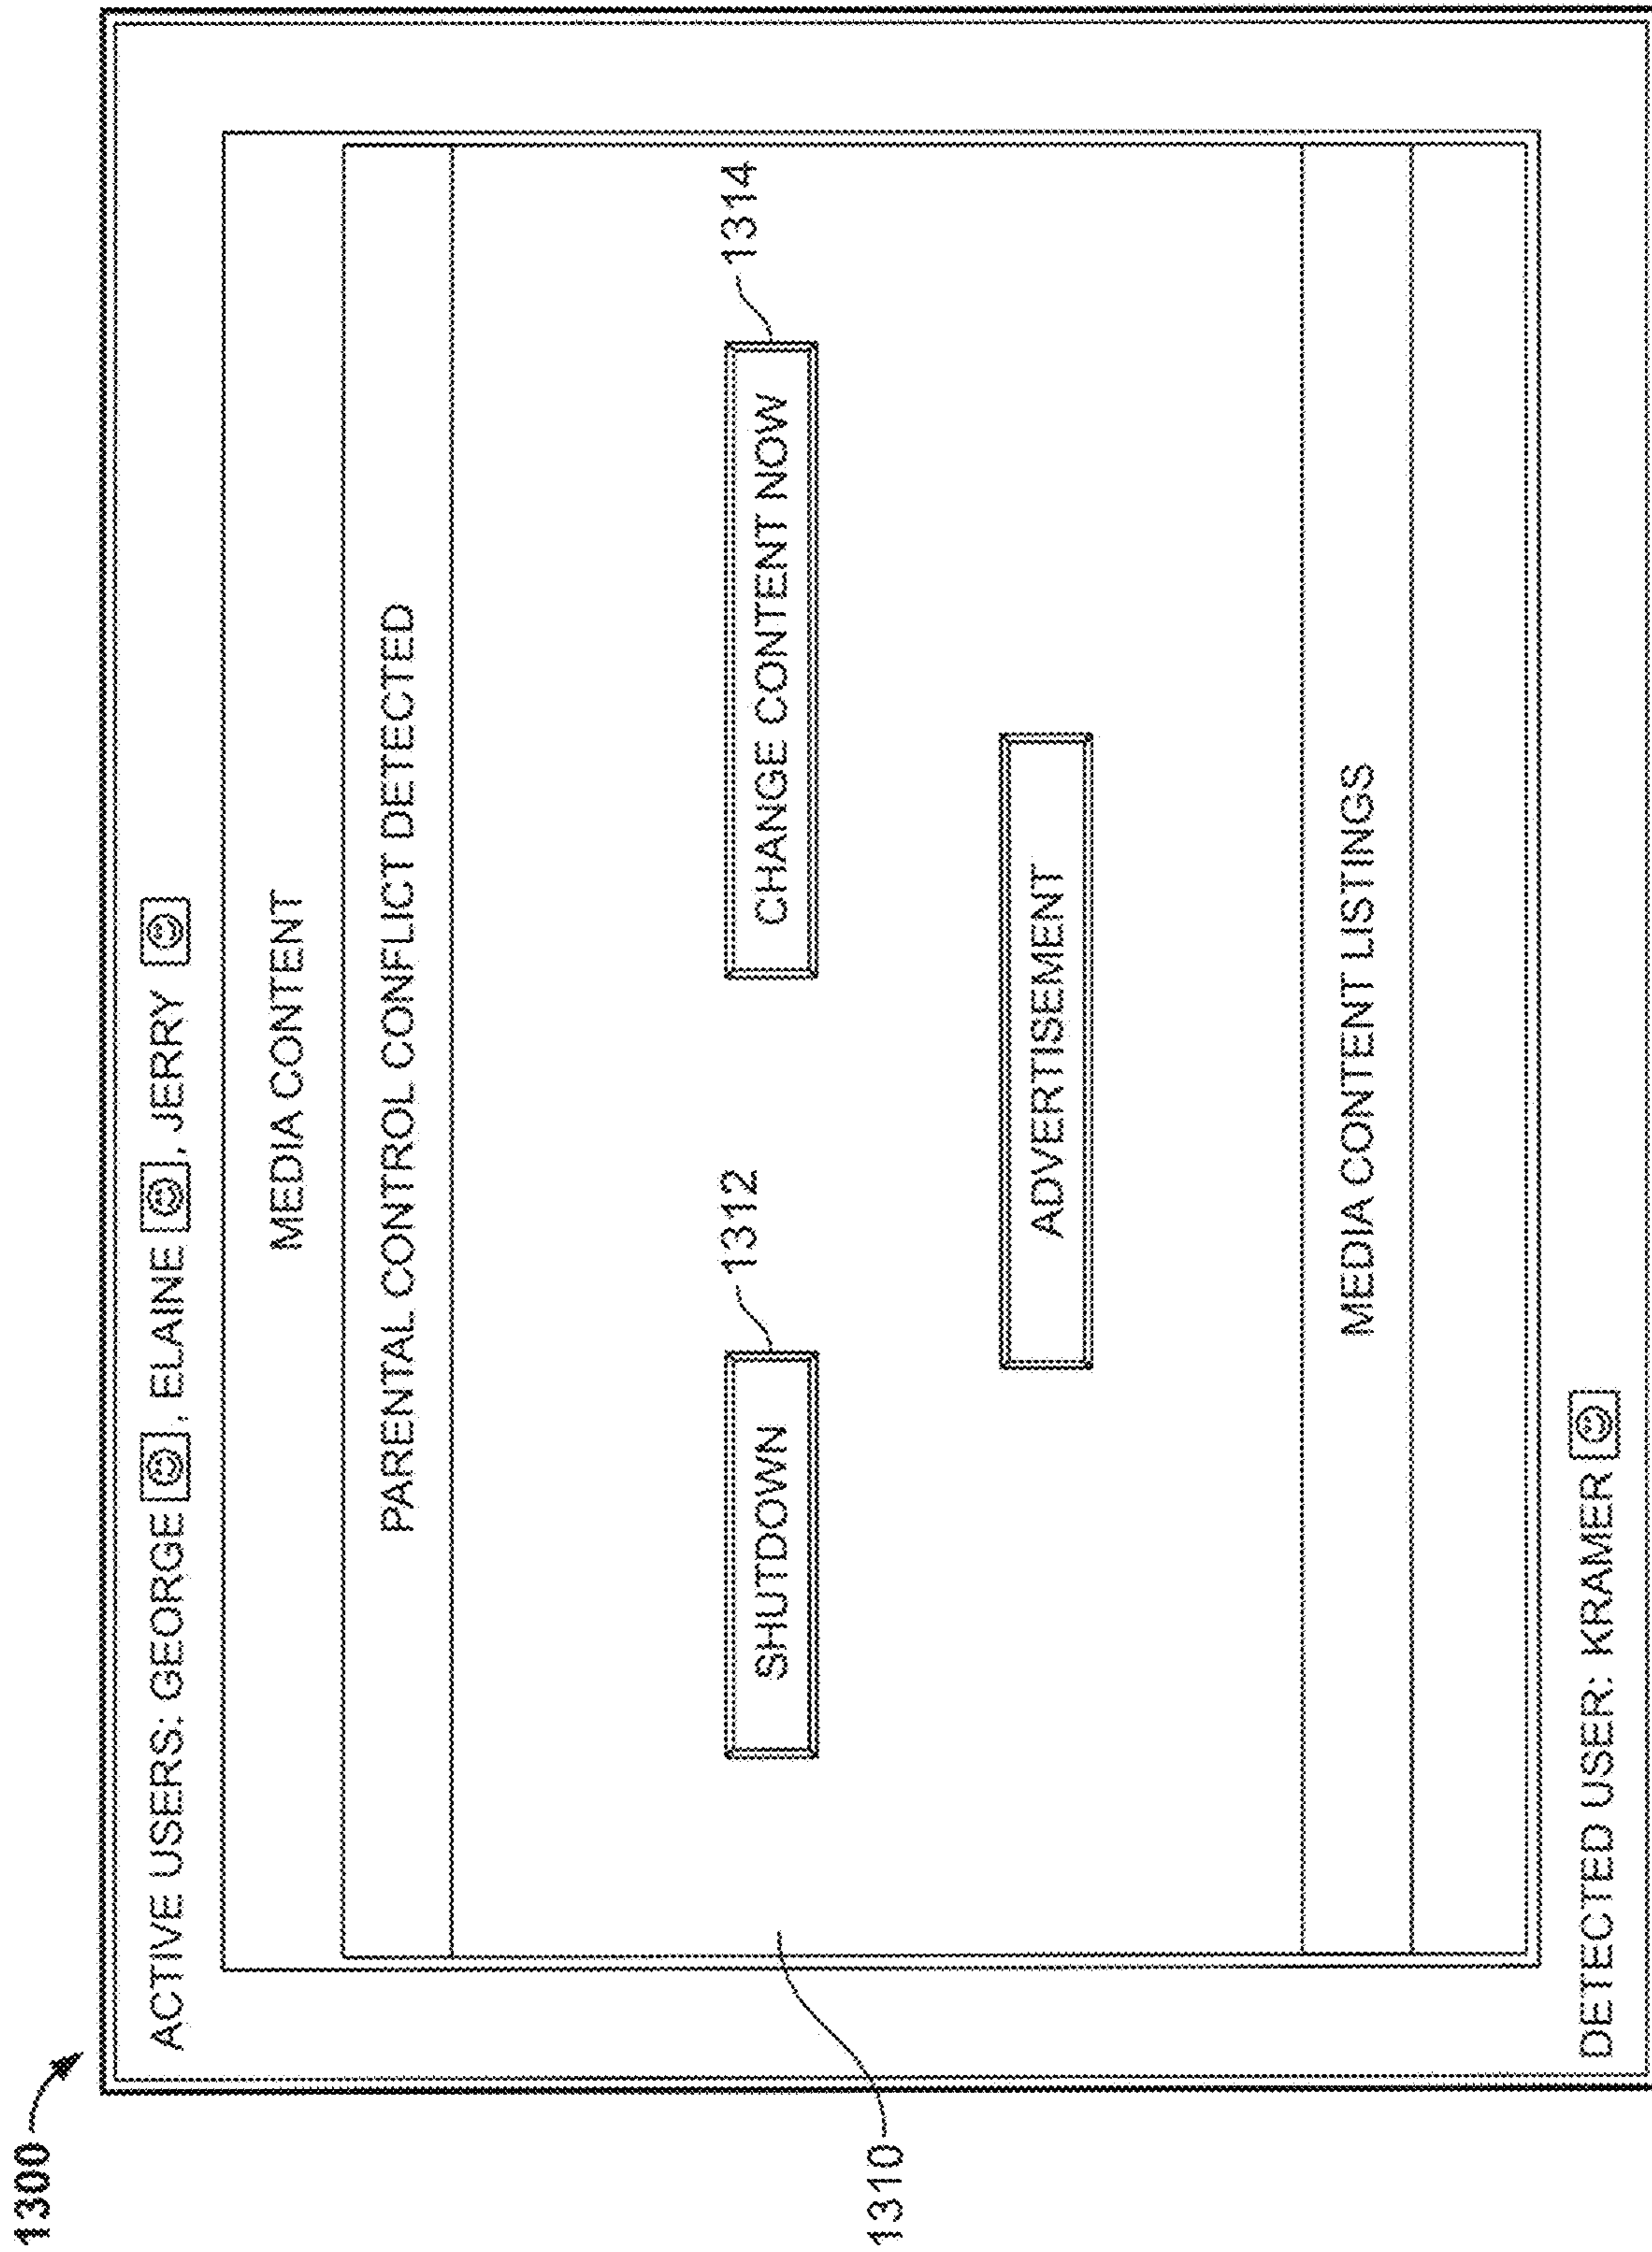 1300
ACTIVE USERS: GEORGE , ELAINE , JERRY
MEDIA CONTENT
PARENTAL CONTROL CONFLICT DETECTED
1312
1314
SHUTDOWN
CHANGE CONTENT NOW
1310
ADVERTISEMENT
MEDIA CONTENT LISTINGS
DETECTED USER: KRAMER